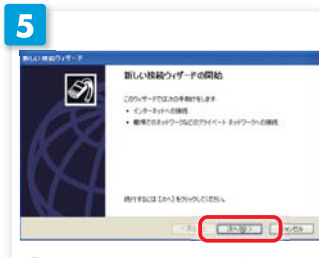 5
新しい接続ウィザード
新しい接続ウィザードの開始
このウィザードでは次の手助けをします
• インターネットへの接続
• 職場でのネットワークなどのプライベート ネットワークへの接続
続行するには [次へ] をクリックしてください。
次へ(N) >
キャンセル